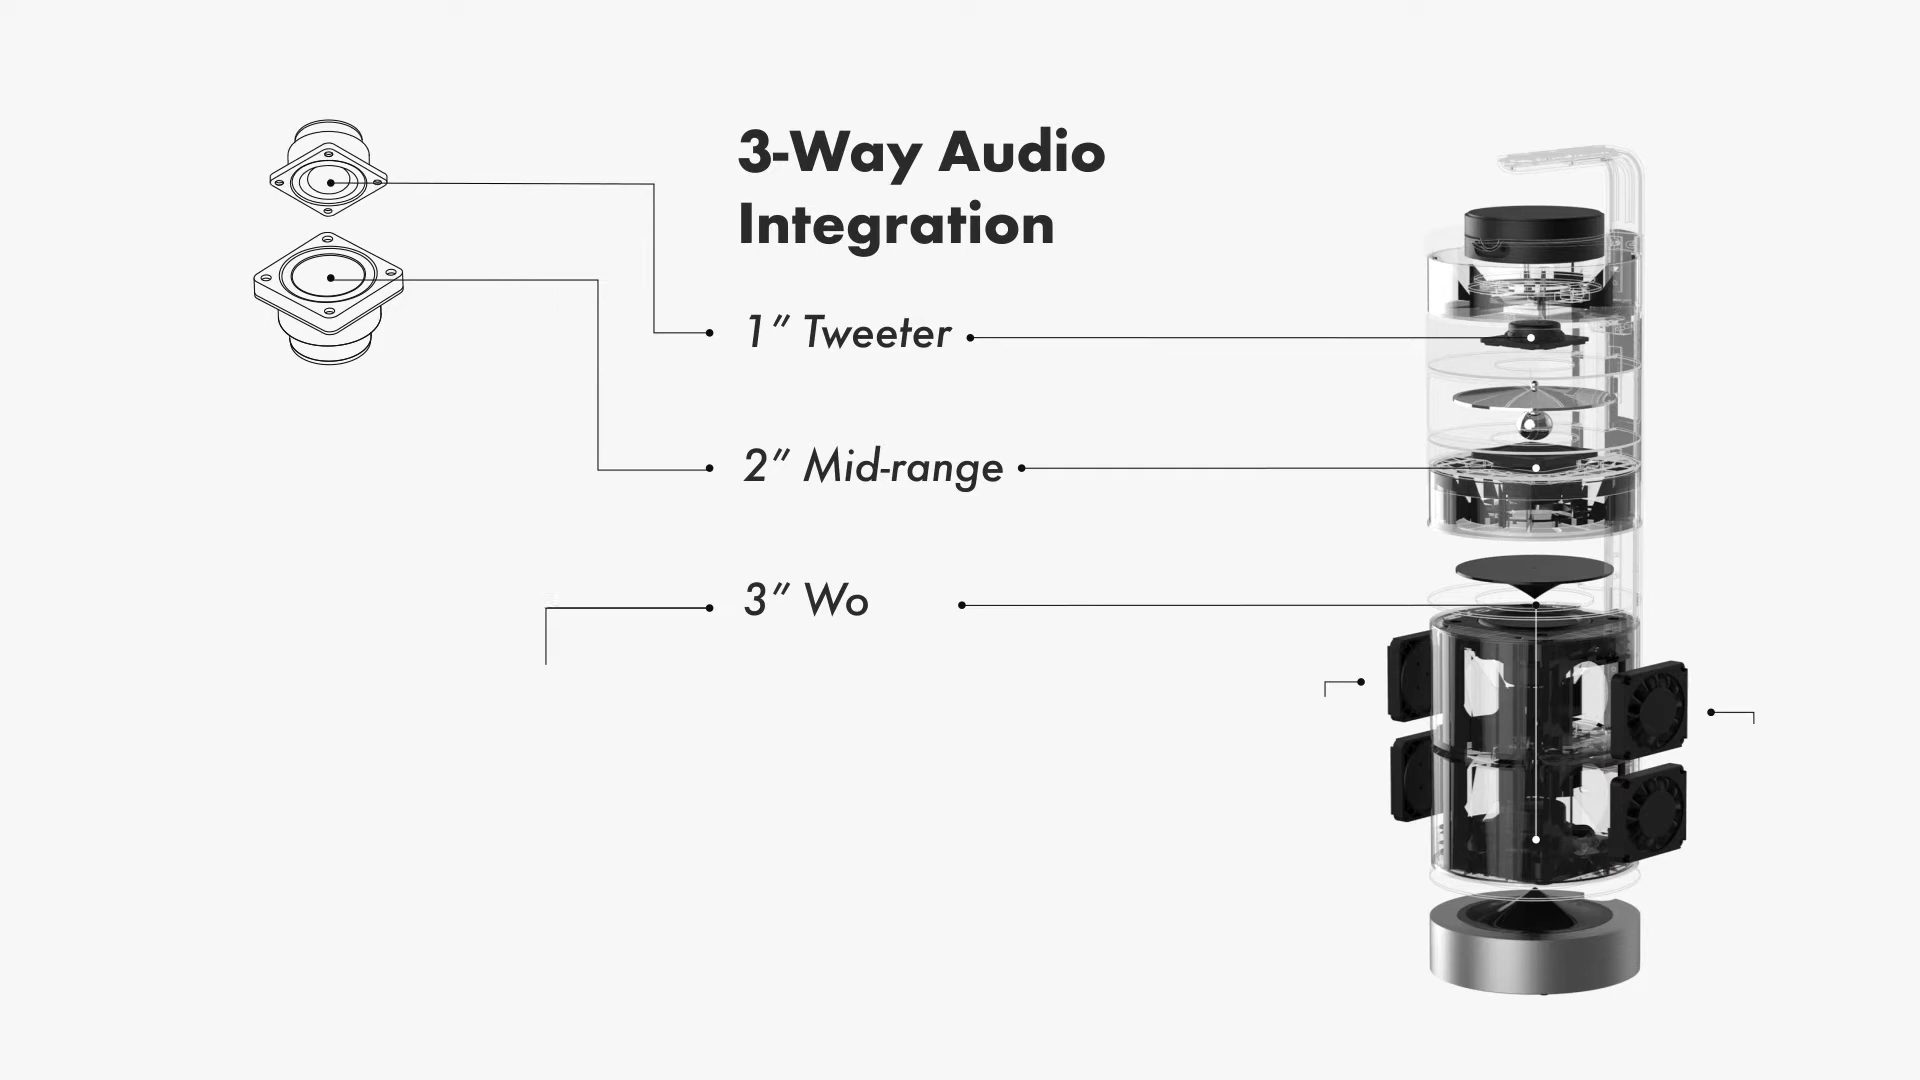 3-Way Audio
Integration
1″ Tweeter
2″ Mid-range
3″ Wo